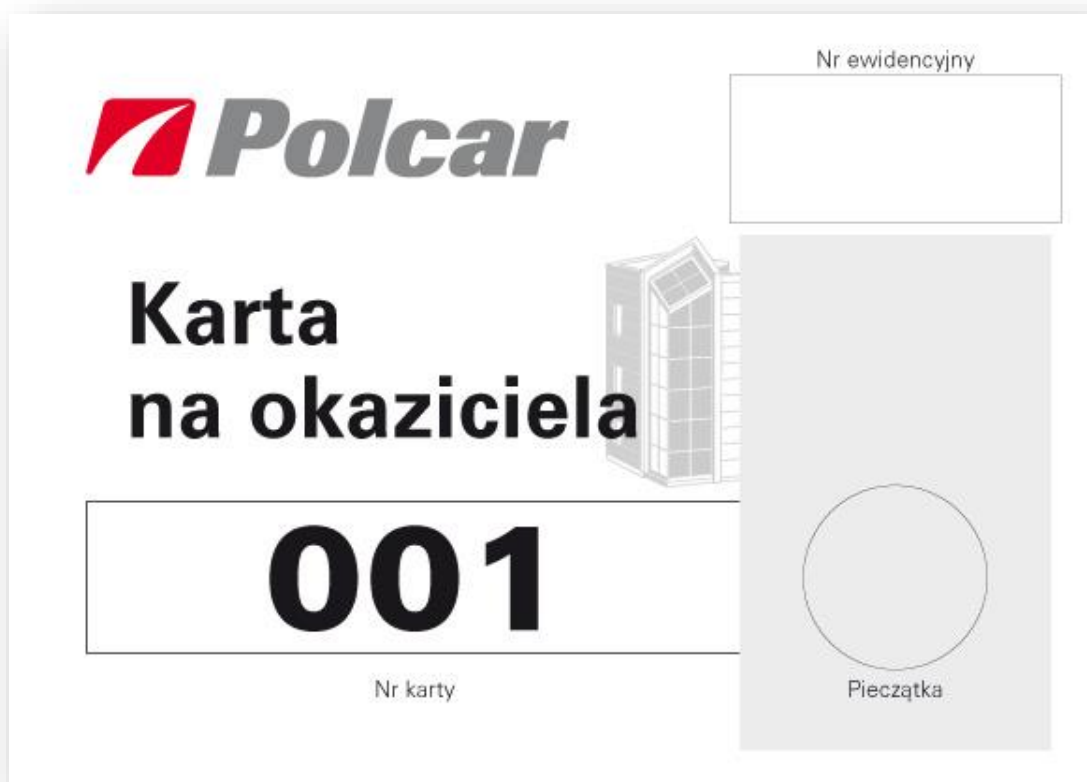 Nr ewidencyjny
Polcar
Karta
na okaziciela
001
Nr karty
Pieczątka